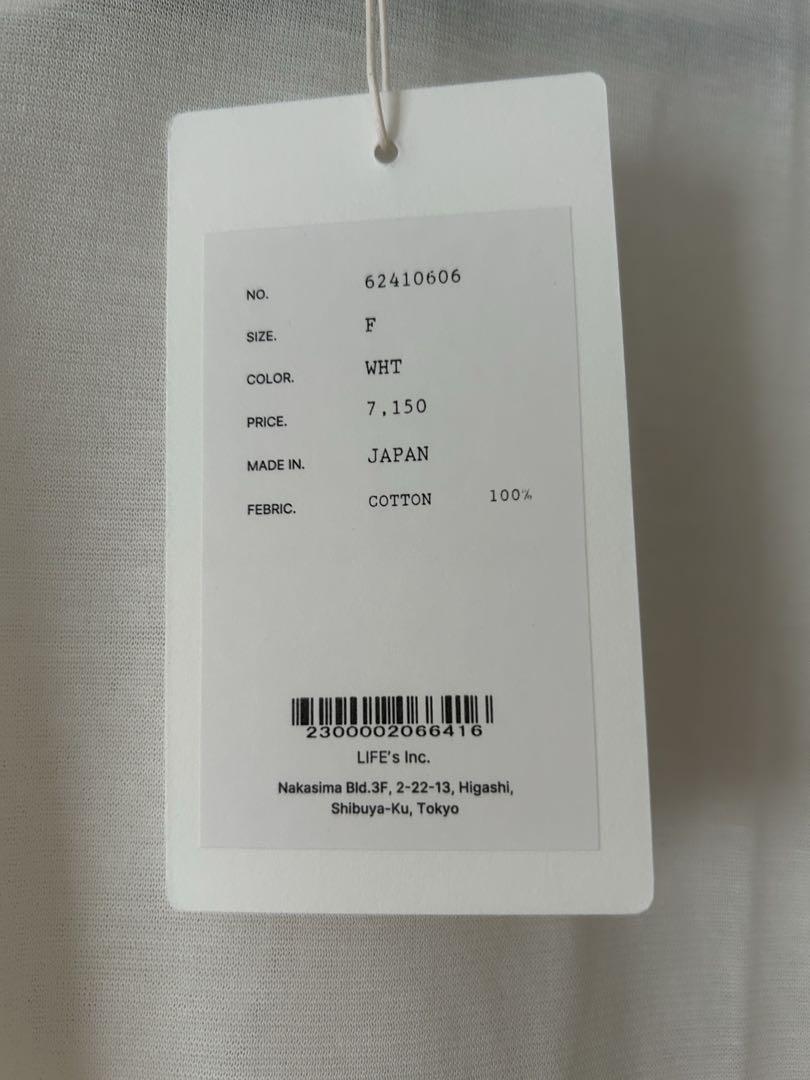 NO. 62410606
SIZE. F
COLOR. WHT
PRICE. 7,150
MADE IN. JAPAN
FEBRIC. COTTON 100%
2300002066416
LIFE's Inc.
Nakasima Bld.3F, 2-22-13, Higashi,
Shibuya-Ku, Tokyo